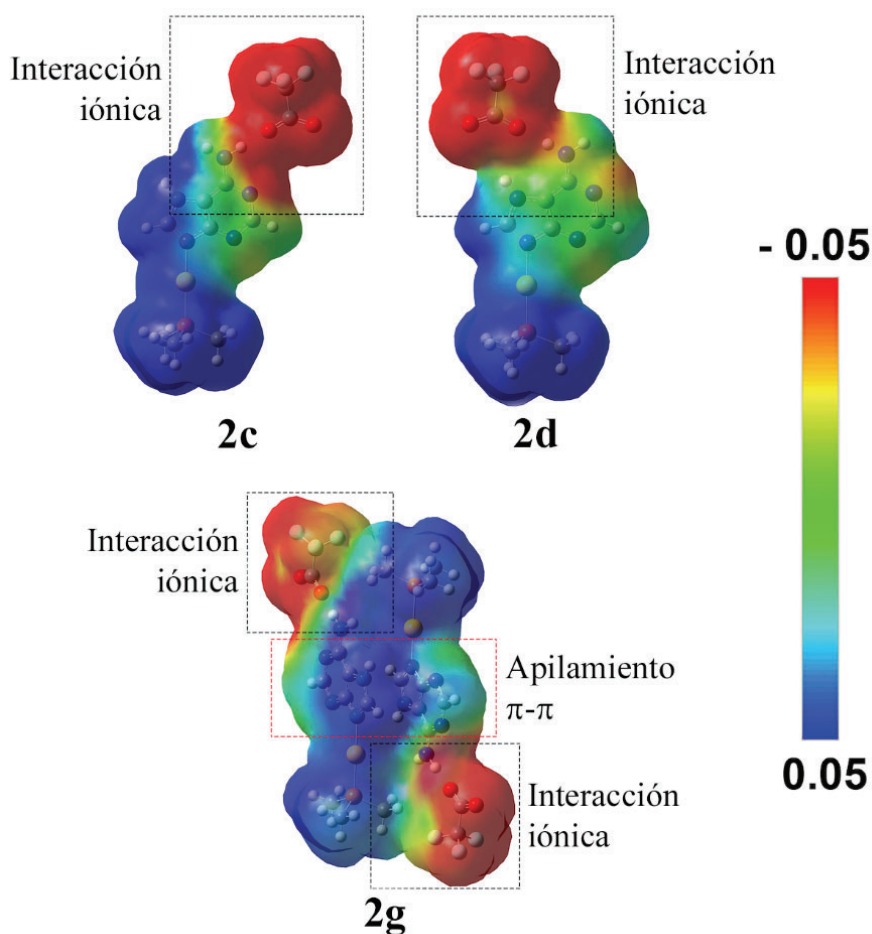 Interacción
iónica
Interacción
iónica
2c
2d
- 0.05
0.05
Interacción
iónica
Apilamiento
π-π
Interacción
iónica
2g